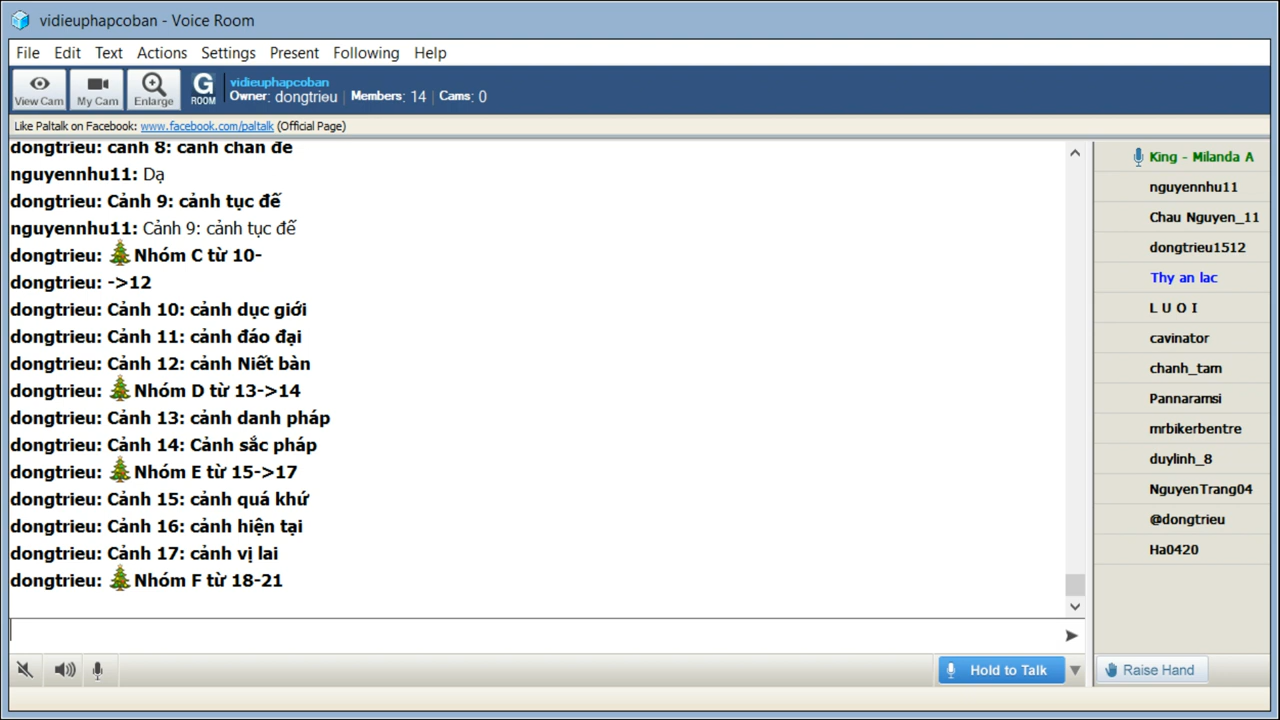 vidieuphapcoban - Voice Room
File Edit Text Actions Settings Present Following Help
View Cam
My Cam
Enlarge
G ROOM
vidieuphapcoban
Owner: dongtrieu | Members: 14 | Cams: 0
Like Paltalk on Facebook: www.facebook.com/paltalk (Official Page)
dongtrieu: cảnh 8: cảnh chân đế
nguyennhu11: Dạ
dongtrieu: Cảnh 9: cảnh tục đế
nguyennhu11: Cảnh 9: cảnh tục đế
dongtrieu: 🎄Nhóm C từ 10-
dongtrieu: ->12
dongtrieu: Cảnh 10: cảnh dục giới
dongtrieu: Cảnh 11: cảnh đáo đại
dongtrieu: Cảnh 12: cảnh Niết bàn
dongtrieu: 🎄Nhóm D từ 13->14
dongtrieu: Cảnh 13: cảnh danh pháp
dongtrieu: Cảnh 14: Cảnh sắc pháp
dongtrieu: 🎄Nhóm E từ 15->17
dongtrieu: Cảnh 15: cảnh quá khứ
dongtrieu: Cảnh 16: cảnh hiện tại
dongtrieu: Cảnh 17: cảnh vị lai
dongtrieu: 🎄Nhóm F từ 18-21
King - Milanda A
nguyennhu11
Chau Nguyen_11
dongtrieu1512
Thy an lac
L U O I
cavinator
chanh_tam
Pannaramsi
mrbikerbentre
duylinh_8
NguyenTrang04
@dongtrieu
Ha0420
Hold to Talk
Raise Hand